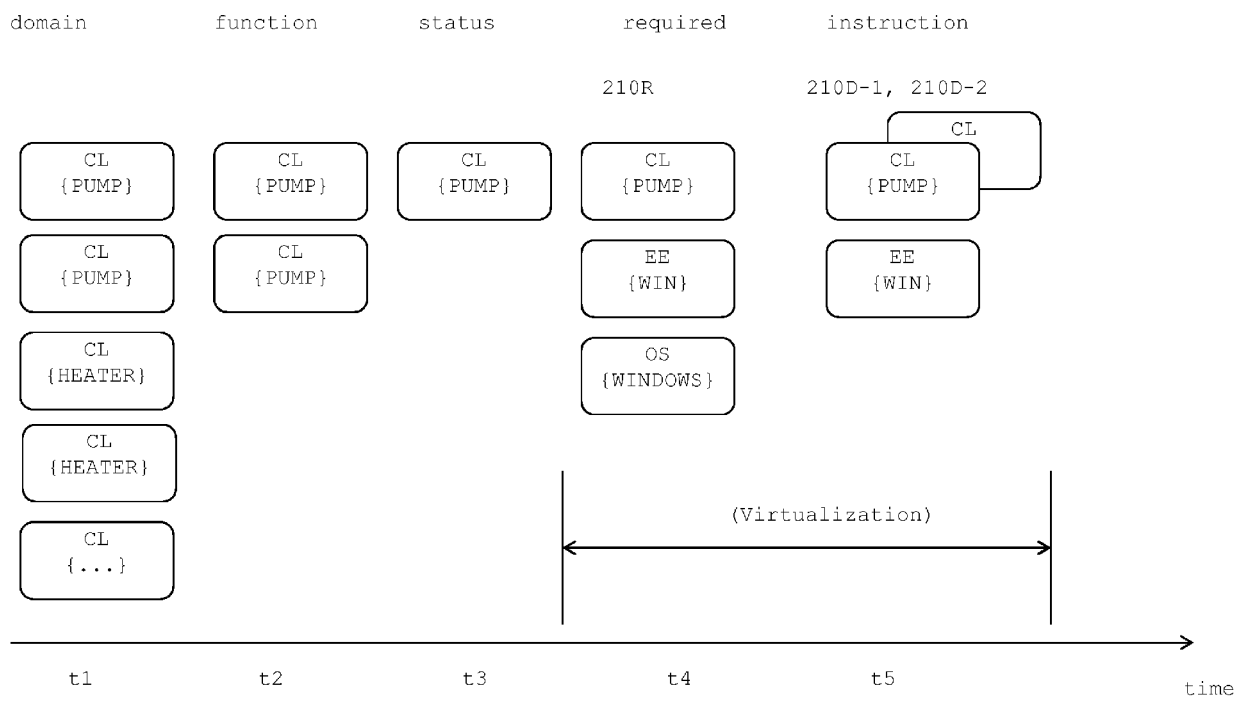 domain function status required instruction
210R 210D-1, 210D-2
CL
CL CL CL CL CL
{PUMP} {PUMP} {PUMP} {PUMP} {PUMP}
CL CL EE EE
{PUMP} {PUMP} {WIN} {WIN}
CL OS
{HEATER} {WINDOWS}
CL
{HEATER}
(Virtualization)
CL
{...}
t1 t2 t3 t4 t5
time